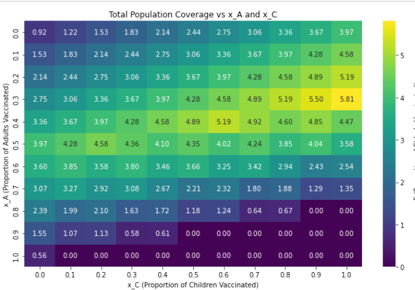 Total Population Coverage vs x_A and x_C
x_A (Proportion of Adults Vaccinated)
0.0 0.92 1.22 1.53 1.83 2.14 2.44 2.75 3.06 3.36 3.67 3.97
0.1 1.53 1.83 2.14 2.44 2.75 3.06 3.36 3.67 3.97 4.28 4.58
0.2 2.14 2.44 2.75 3.06 3.36 3.67 3.97 4.28 4.58 4.89 5.19
0.3 2.75 3.06 3.36 3.67 3.97 4.28 4.58 4.89 5.19 5.50 5.81
0.4 3.36 3.67 3.97 4.28 4.58 4.89 5.19 4.92 4.60 4.85 4.47
0.5 3.97 4.28 4.58 4.36 4.10 4.35 4.02 4.24 3.85 4.04 3.58
0.6 3.60 3.85 3.58 3.80 3.46 3.66 3.25 3.42 2.94 2.43 2.54
0.7 3.07 3.27 2.92 3.08 2.67 2.21 2.32 1.80 1.88 1.29 1.35
0.8 2.39 1.99 2.10 1.63 1.72 1.18 1.24 0.64 0.67 0.00 0.00
0.9 1.55 1.07 1.13 0.58 0.61 0.00 0.00 0.00 0.00 0.00 0.00
1.0 0.56 0.00 0.00 0.00 0.00 0.00 0.00 0.00 0.00 0.00 0.00
0.0 0.1 0.2 0.3 0.4 0.5 0.6 0.7 0.8 0.9 1.0
x_C (Proportion of Children Vaccinated)
5
4
3
2
1
0